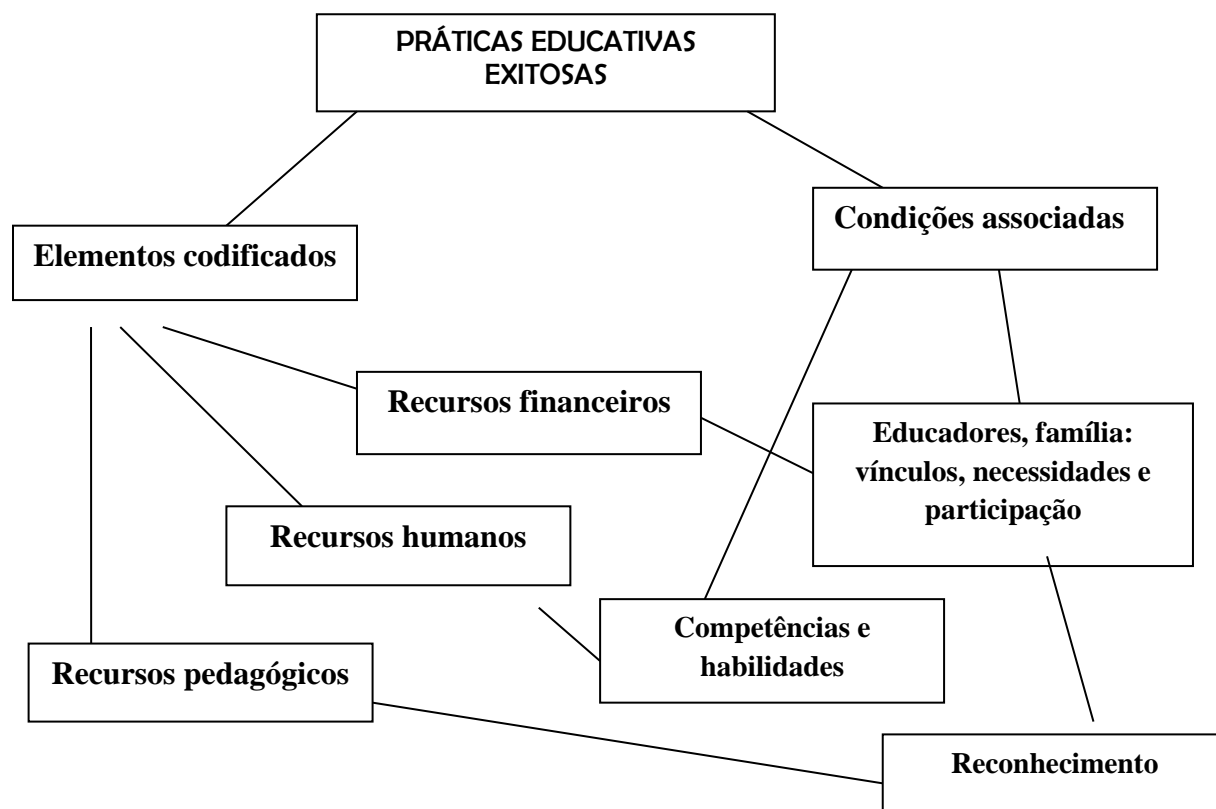 PRÁTICAS EDUCATIVAS
EXITOSAS
Condições associadas
Elementos codificados
Recursos financeiros
Educadores, família:
vínculos, necessidades e
participação
Recursos humanos
Competências e
habilidades
Recursos pedagógicos
Reconhecimento